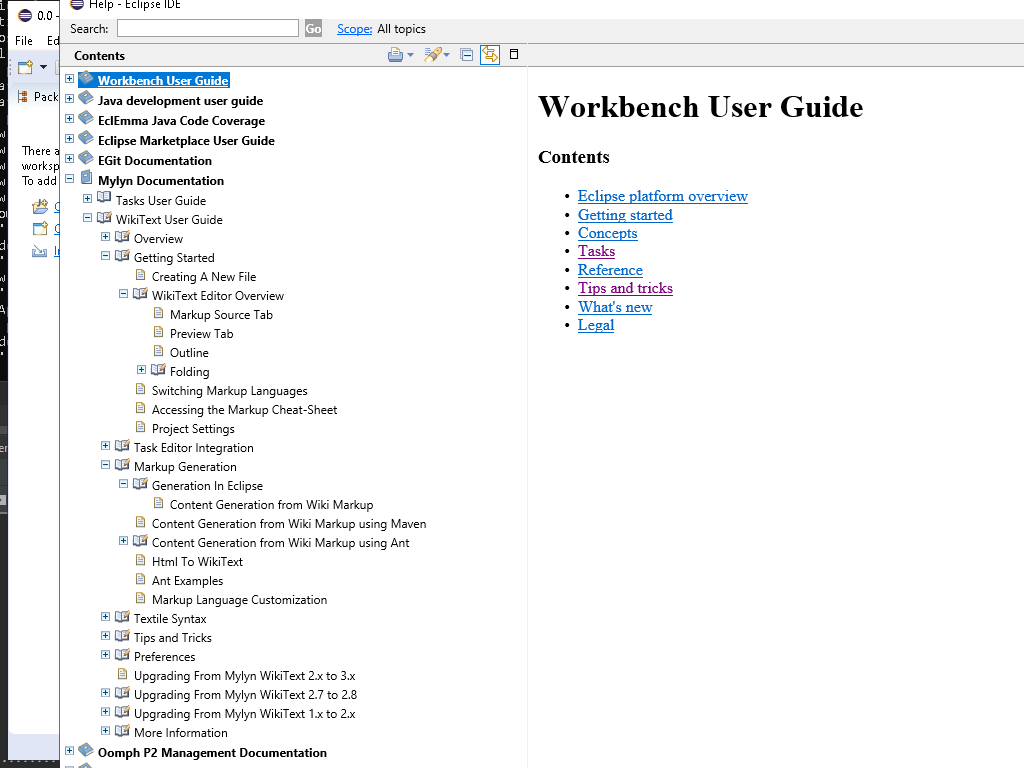 Help - Eclipse IDE
0.0 -
Search:
Go
Scope: All topics
File Ed
Contents
Pack
There a
worksp
To add
Workbench User Guide
Java development user guide
EclEmma Java Code Coverage
Eclipse Marketplace User Guide
EGit Documentation
Mylyn Documentation
Tasks User Guide
WikiText User Guide
Overview
Getting Started
Creating A New File
WikiText Editor Overview
Markup Source Tab
Preview Tab
Outline
Folding
Switching Markup Languages
Accessing the Markup Cheat-Sheet
Project Settings
Task Editor Integration
Markup Generation
Generation In Eclipse
Content Generation from Wiki Markup
Content Generation from Wiki Markup using Maven
Content Generation from Wiki Markup using Ant
Html To WikiText
Ant Examples
Markup Language Customization
Textile Syntax
Tips and Tricks
Preferences
Upgrading From Mylyn WikiText 2.x to 3.x
Upgrading From Mylyn WikiText 2.7 to 2.8
Upgrading From Mylyn WikiText 1.x to 2.x
More Information
Oomph P2 Management Documentation
Workbench User Guide
Contents
• Eclipse platform overview
• Getting started
• Concepts
• Tasks
• Reference
• Tips and tricks
• What's new
• Legal